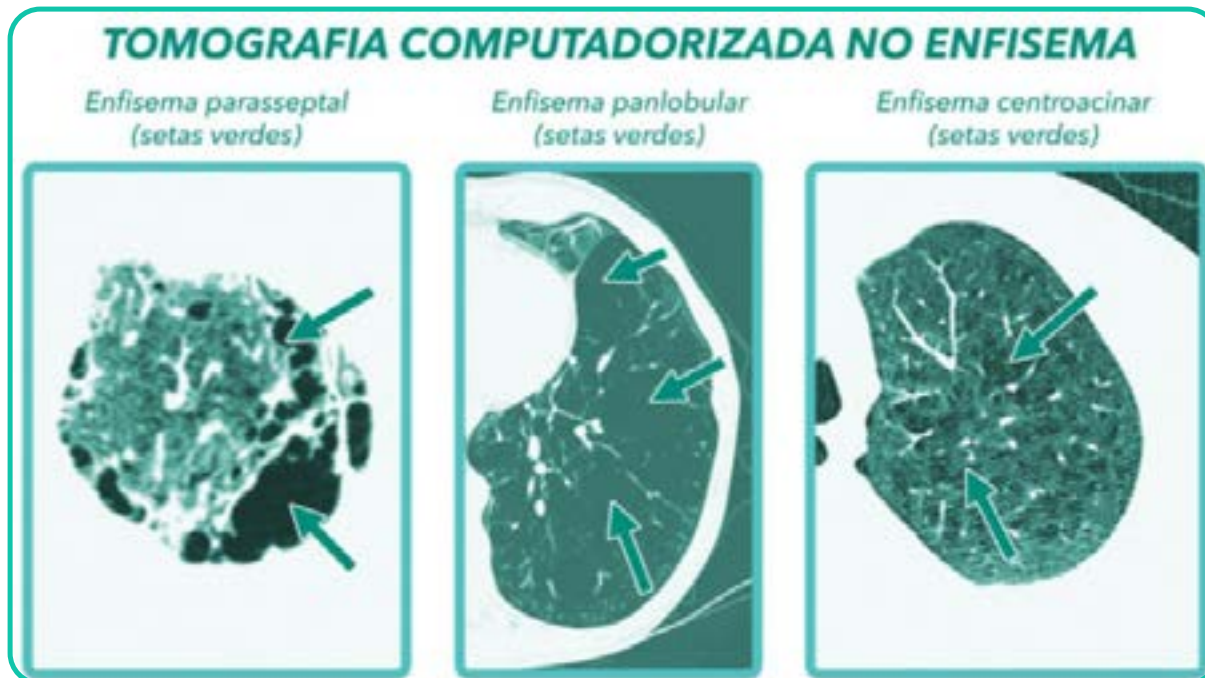 TOMOGRAFIA COMPUTADORIZADA NO ENFISEMA
Enfisema parasseptal
(setas verdes)
Enfisema panlobular
(setas verdes)
Enfisema centroacinar
(setas verdes)